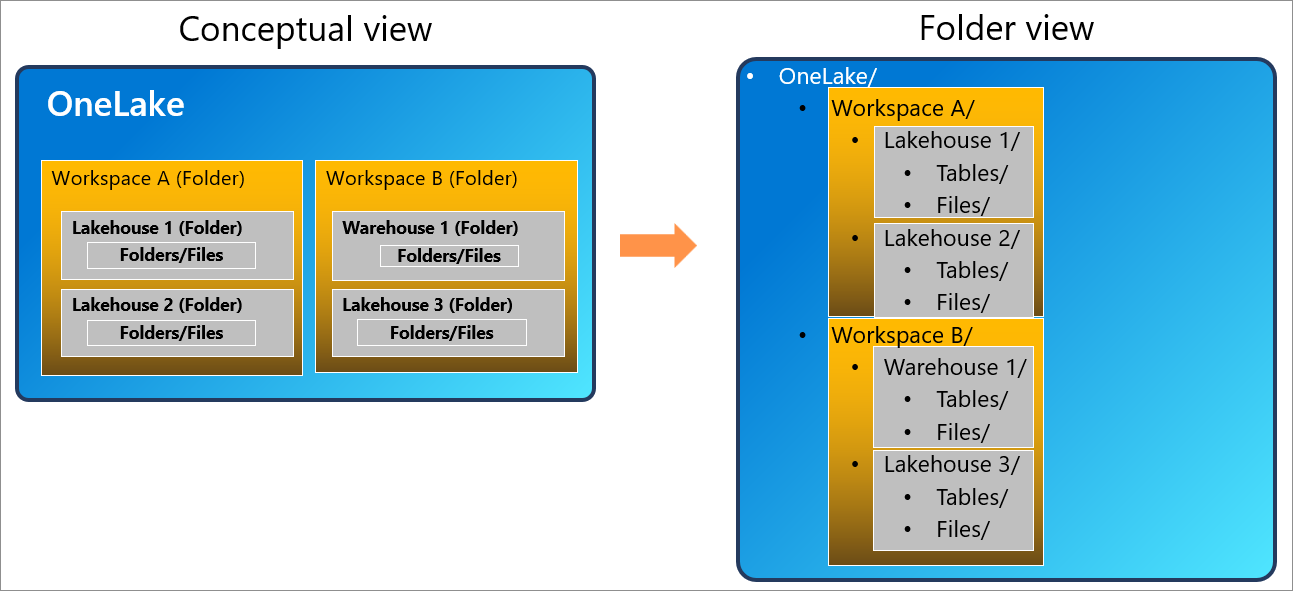 Conceptual view
OneLake
Workspace A (Folder)
Lakehouse 1 (Folder)
Folders/Files
Lakehouse 2 (Folder)
Folders/Files
Workspace B (Folder)
Warehouse 1 (Folder)
Folders/Files
Lakehouse 3 (Folder)
Folders/Files
Folder view
• OneLake/
• Workspace A/
• Lakehouse 1/
• Tables/
• Files/
• Lakehouse 2/
• Tables/
• Files/
• Workspace B/
• Warehouse 1/
• Tables/
• Files/
• Lakehouse 3/
• Tables/
• Files/